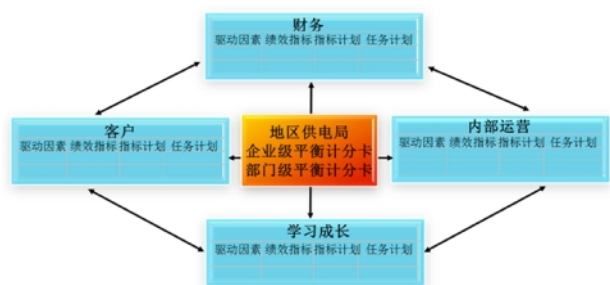 财务
驱动因素 绩效指标 指标计划 任务计划
客户
驱动因素 绩效指标 指标计划 任务计划
地区供电局
企业级平衡计分卡
部门级平衡计分卡
内部运营
驱动因素 绩效指标 指标计划 任务计划
学习成长
驱动因素 绩效指标 指标计划 任务计划